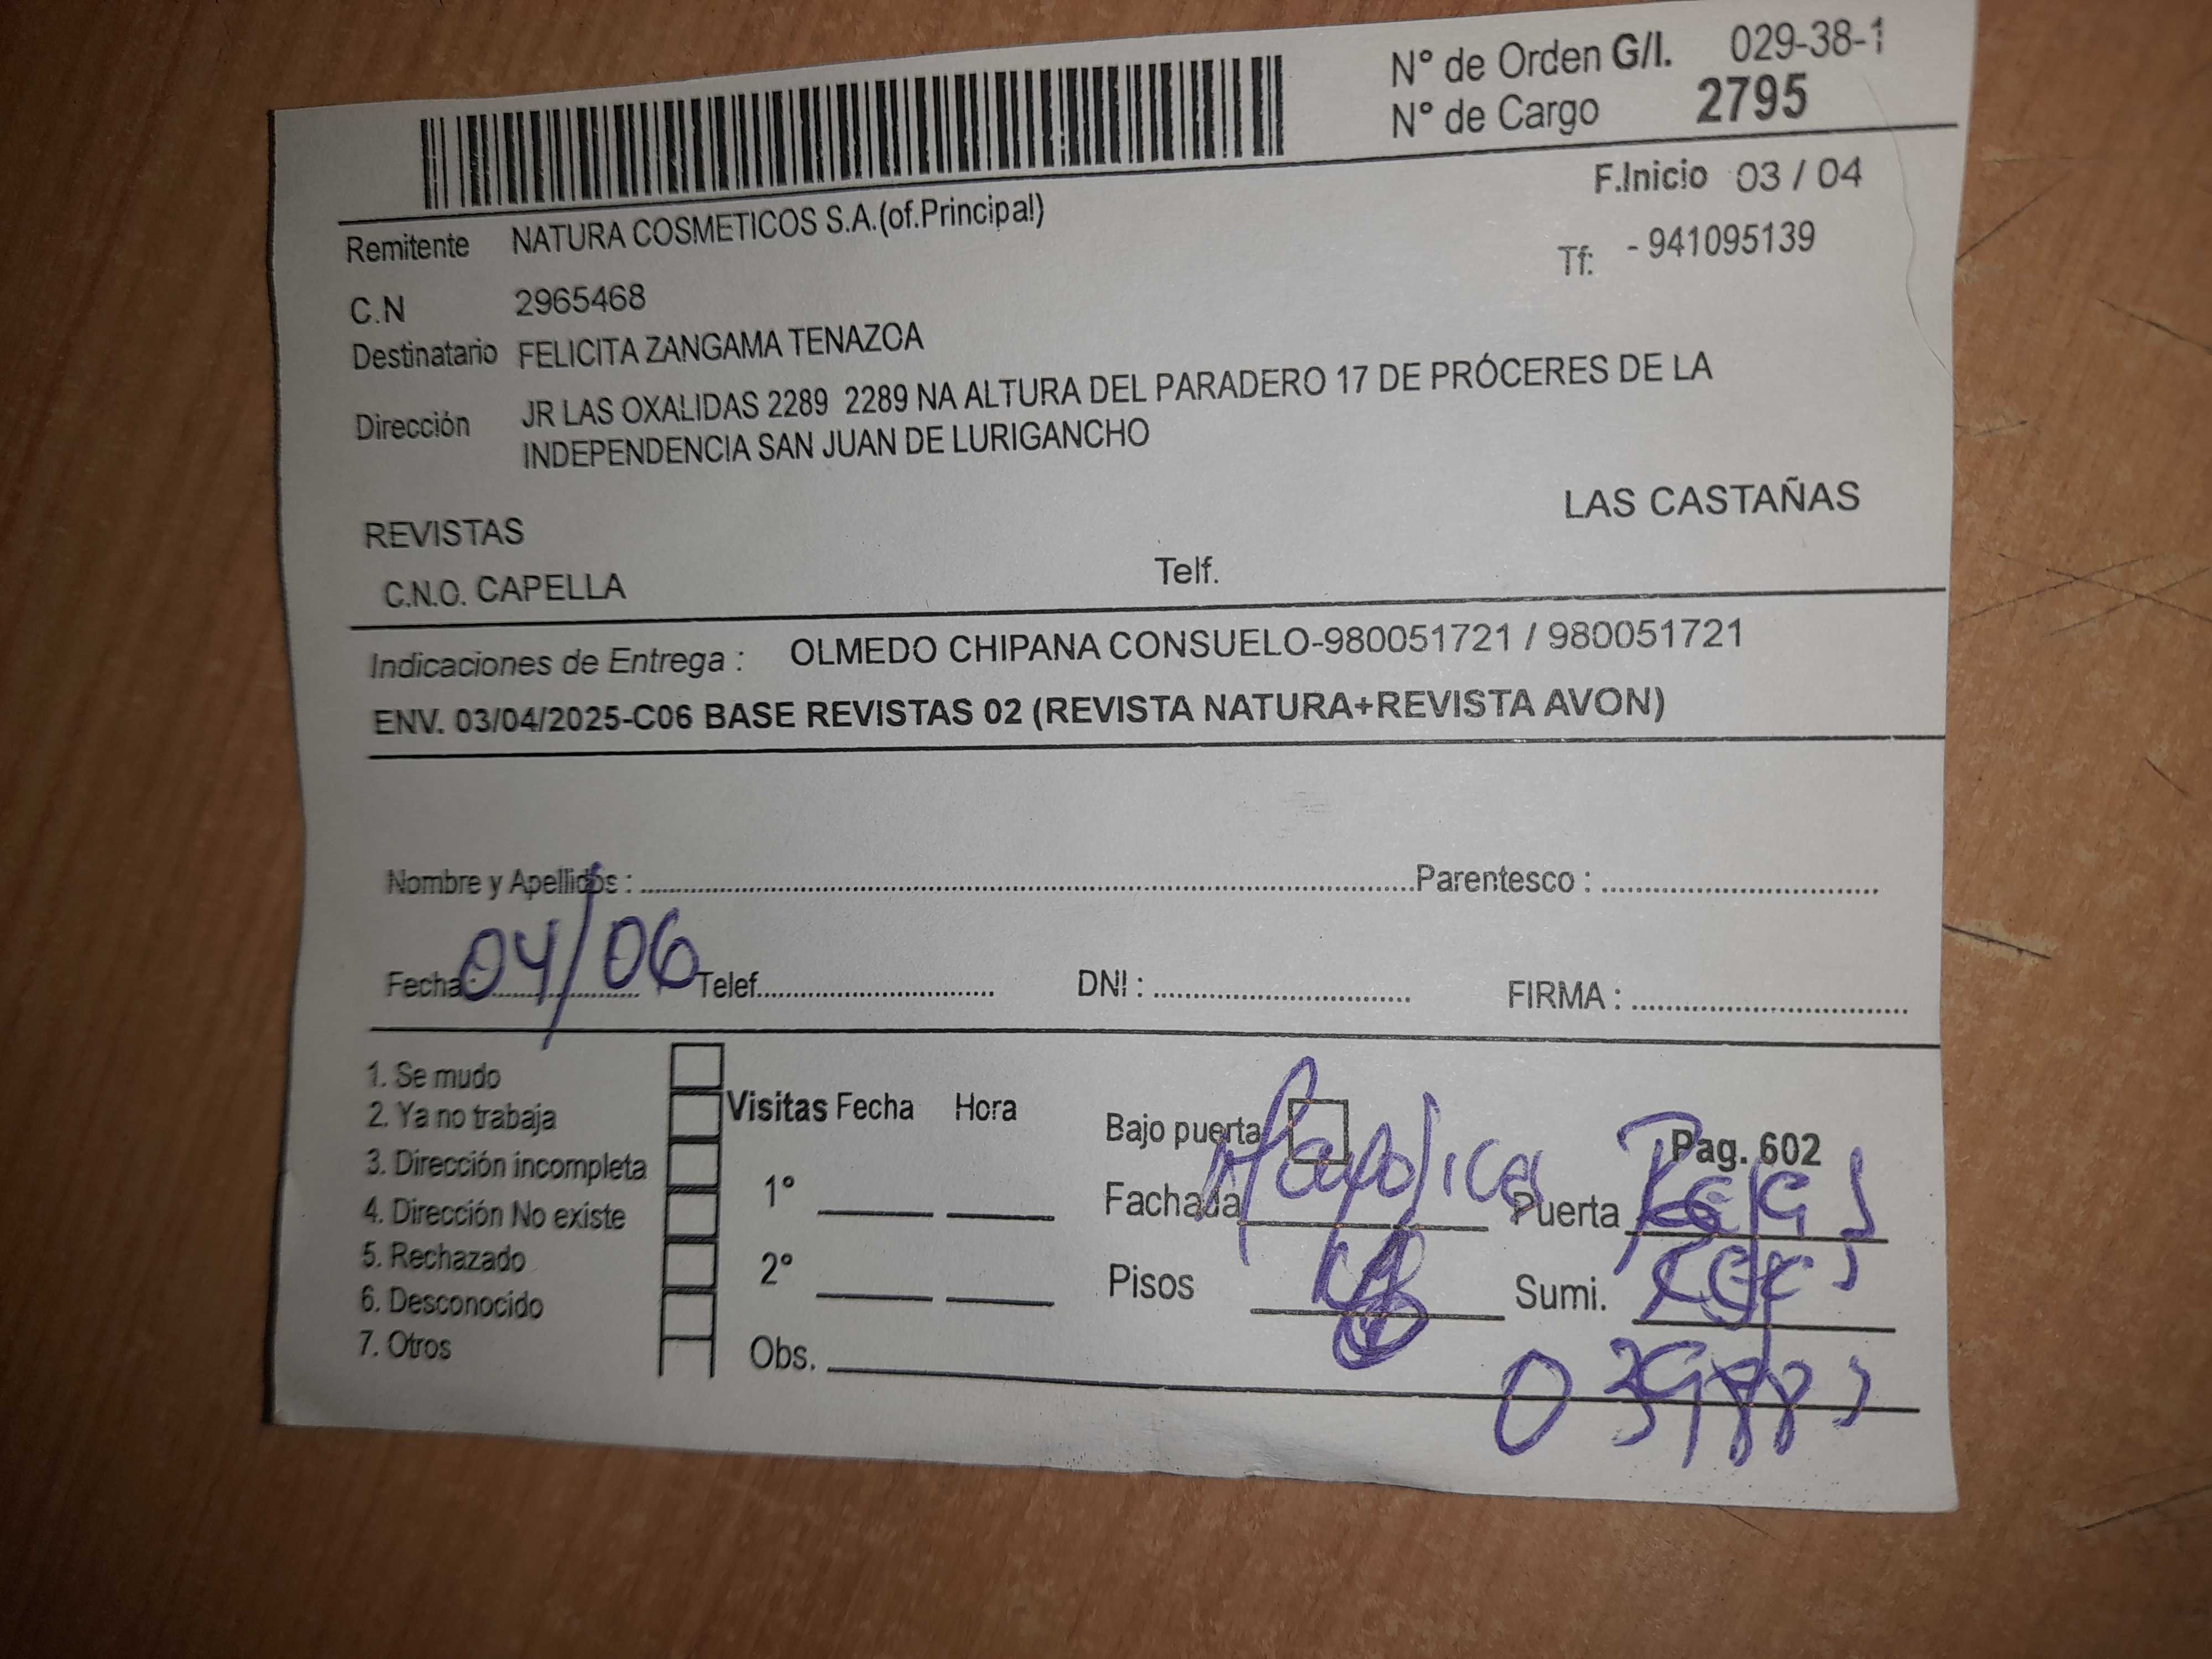 N° de Orden G/I. 029-38-1
N° de Cargo 2795
F.Inicio 03 / 04
Remitente NATURA COSMETICOS S.A.(of.Principal)
Tf: - 941095139
C.N 2965468
Destinatario FELICITA ZANGAMA TENAZOA
Dirección JR LAS OXALIDAS 2289 2289 NA ALTURA DEL PARADERO 17 DE PRÓCERES DE LA
INDEPENDENCIA SAN JUAN DE LURIGANCHO
LAS CASTAÑAS
REVISTAS
C.N.O. CAPELLA Telf.
Indicaciones de Entrega : OLMEDO CHIPANA CONSUELO-980051721 / 980051721
ENV. 03/04/2025-C06 BASE REVISTAS 02 (REVISTA NATURA+REVISTA AVON)
Nombre y Apellidos : Parentesco :
Fecha : 04/06 Telef. DNI : FIRMA :
1. Se mudo
2. Ya no trabaja
3. Dirección incompleta
4. Dirección No existe
5. Rechazado
6. Desconocido
7. Otros
Visitas Fecha Hora
1°
2°
Obs.
Bajo puerta Pag. 602
Fachada Puerta
Pisos Sumi.